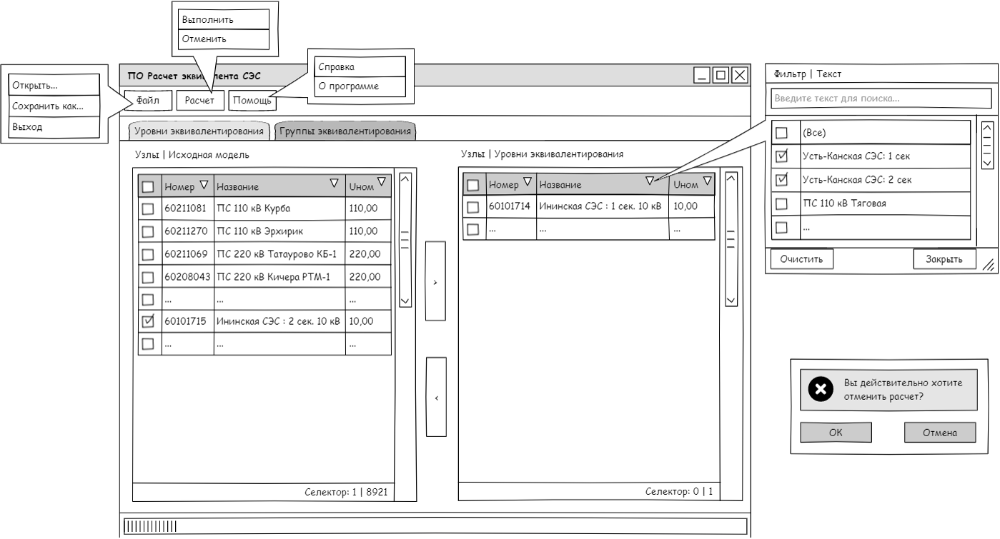 Выполнить
Отменить
Справка
О программе
Открыть...
Сохранить как...
Выход
ПО Расчет эквивалента СЭС
Файл
Расчет
Помощь
Уровни эквивалентирования
Группы эквивалентирования
Узлы | Исходная модель
Номер Название Uном
60211081 ПС 110 кВ Курба 110,00
60211270 ПС 110 кВ Эрхирик 110,00
60211069 ПС 220 кВ Татаурово КБ-1 220,00
60208043 ПС 220 кВ Кичера РТМ-1 220,00
... ... ...
60101715 Ининская СЭС : 2 сек. 10 кВ 10,00
... ... ...
Селектор: 1 | 8921
>
<
Узлы | Уровни эквивалентирования
Номер Название Uном
60101714 Ининская СЭС : 1 сек. 10 кВ 10,00
... ... ...
Селектор: 0 | 1
Фильтр | Текст
Введите текст для поиска...
(Все)
Усть-Канская СЭС: 1 сек
Усть-Канская СЭС: 2 сек
ПС 110 кВ Тяговая
...
Очистить
Закрыть
Вы действительно хотите
отменить расчет?
ОК
Отмена